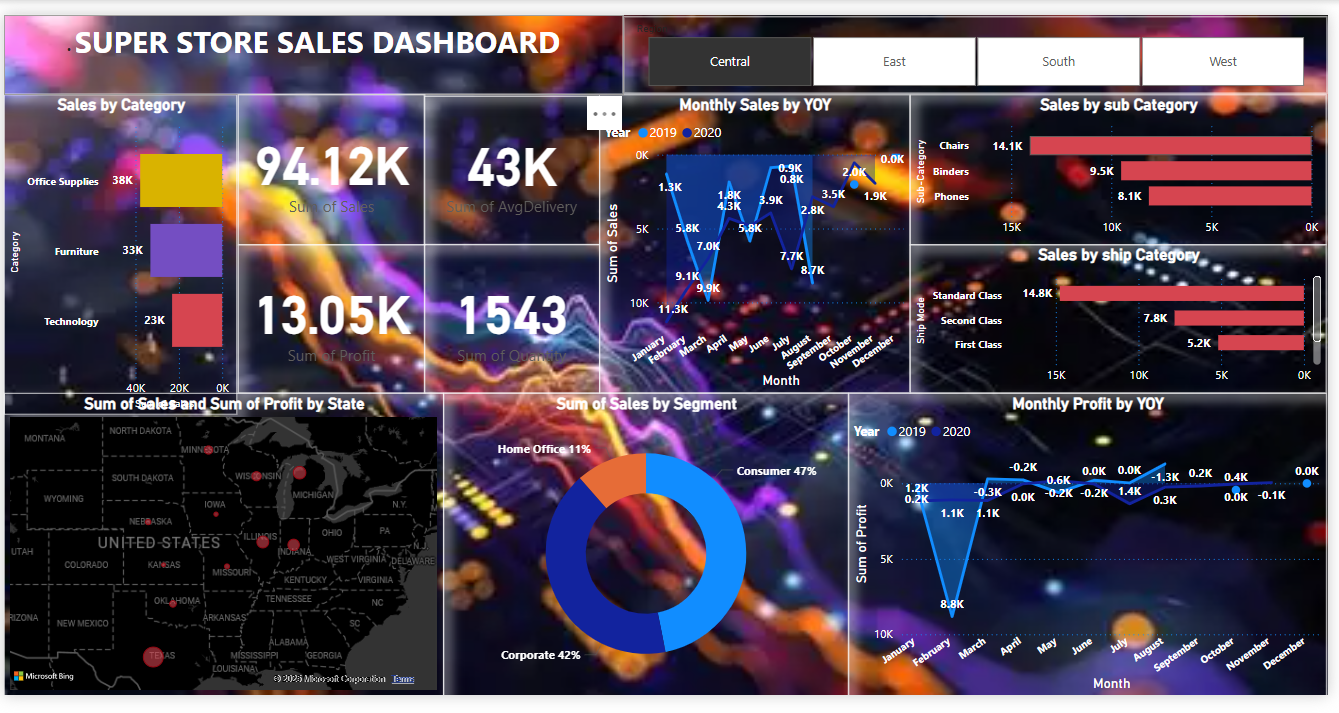 . SUPER STORE SALES DASHBOARD
Central
East
South
West
Sales by Category
Category
Office Supplies 38K
Furniture 33K
Technology 23K
40K 20K 0K
94.12K
Sum of Sales
43K
Sum of AvgDelivery
13.05K
Sum of Profit
1543
Sum of Quantity
Monthly Sales by YOY
Year 2019 2020
Sum of Sales
0K
5K
10K
1.3K
5.8K
9.1K
11.3K
7.0K
9.9K
1.8K
4.3K
5.8K
3.9K
0.9K
0.8K
7.7K
2.8K
8.7K
3.5K
2.0K
1.9K
0.0K
January February March April May June July August September October November December
Month
Sales by sub Category
Sub-Category
Chairs 14.1K
Binders 9.5K
Phones 8.1K
15K 10K 5K 0K
Sales by ship Category
Ship Mode
Standard Class 14.8K
Second Class 7.8K
First Class 5.2K
15K 10K 5K 0K
Sum of Sales and Sum of Profit by State
MONTANA
NORTH DAKOTA
MINNESOTA
SOUTH DAKOTA
WISCONSIN
MICHIGAN
WYOMING
IOWA
N.Y.
NEBRASKA
ILLINOIS
INDIANA
OHIO
PA
N.J.
UNITED STATES
UTAH
COLORADO
KANSAS
MISSOURI
WEST VIRGINIA
DELAWARE
KENTUCKY
VIRGINIA
RIZONA
NEW MEXICO
OKLAHOMA
ARKANSAS
TENNESSEE
NC
SC
TEXAS
LOUISIANA
MISSISSIPPI
ALABAMA
GEORGIA
Microsoft Bing
© 2025 Microsoft Corporation Terms
Sum of Sales by Segment
Home Office 11%
Consumer 47%
Corporate 42%
Monthly Profit by YOY
Year 2019 2020
Sum of Profit
0K
5K
10K
1.2K
0.2K
1.1K
8.8K
-0.3K
1.1K
-0.2K
0.0K
0.6K
-0.2K
0.0K
-0.2K
0.0K
1.4K
-1.3K
0.3K
0.2K
0.4K
0.0K
-0.1K
0.0K
January February March April May June July August September October November December
Month